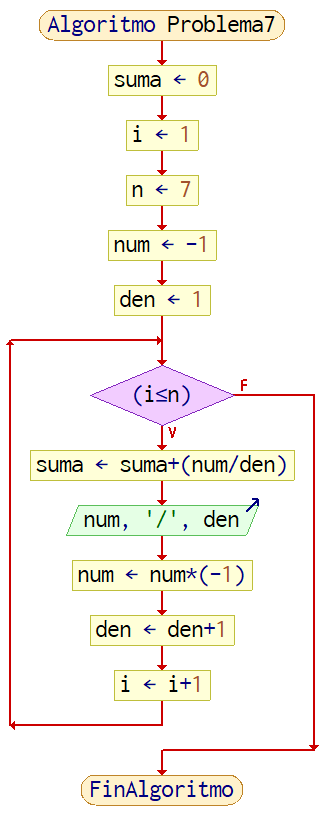 Algoritmo Problema7
suma ← 0
i ← 1
n ← 7
num ← -1
den ← 1
(i≤n)
F
V
suma ← suma+(num/den)
num, '/', den
num ← num*(-1)
den ← den+1
i ← i+1
FinAlgoritmo